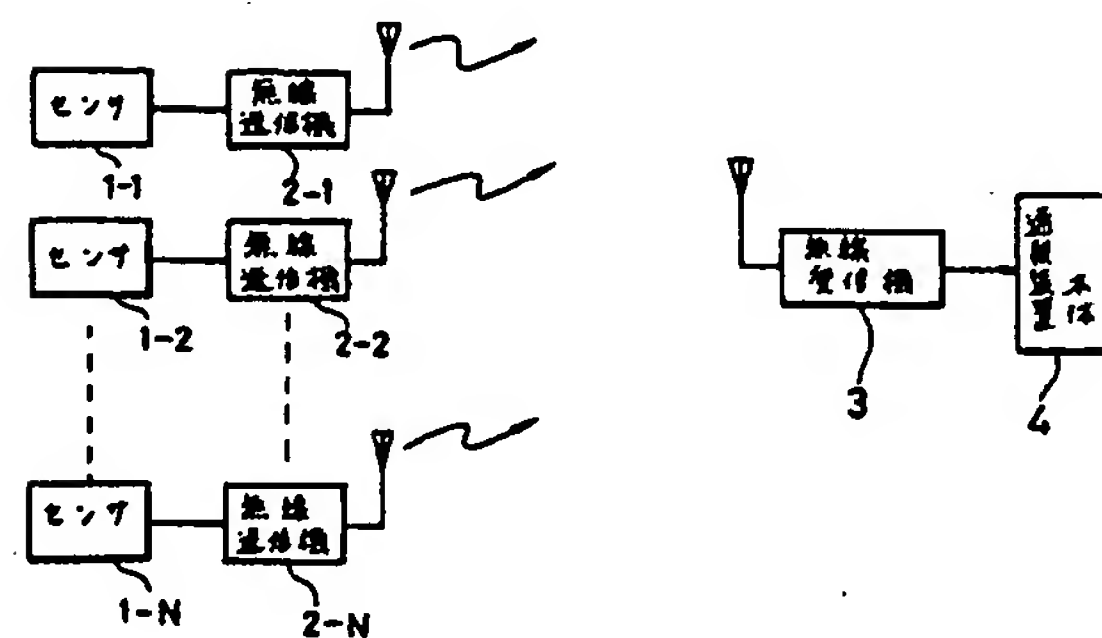 センサ
無線
送信機
1-1
2-1
センサ
無線
送信機
1-2
2-2
センサ
無線
送信機
1-N
2-N
無線
受信機
3
通報装置
本体
4